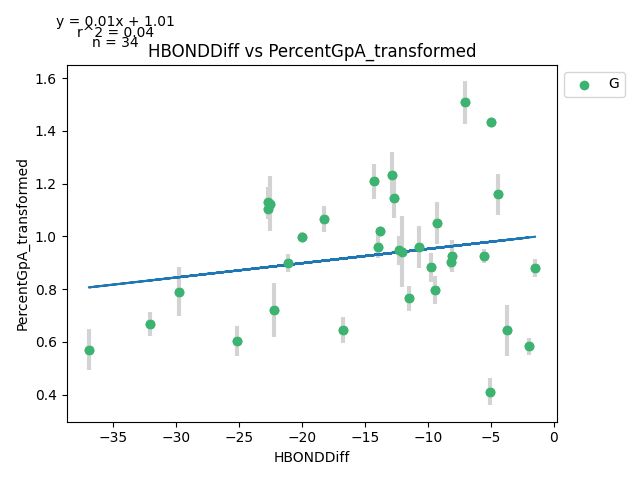 y = 0.01x + 1.01
r^2 = 0.04
n = 34
HBONDDiff vs PercentGpA_transformed
G
PercentGpA_transformed
1.6
1.4
1.2
1.0
0.8
0.6
0.4
−35
−30
−25
−20
−15
−10
−5
0
HBONDDiff